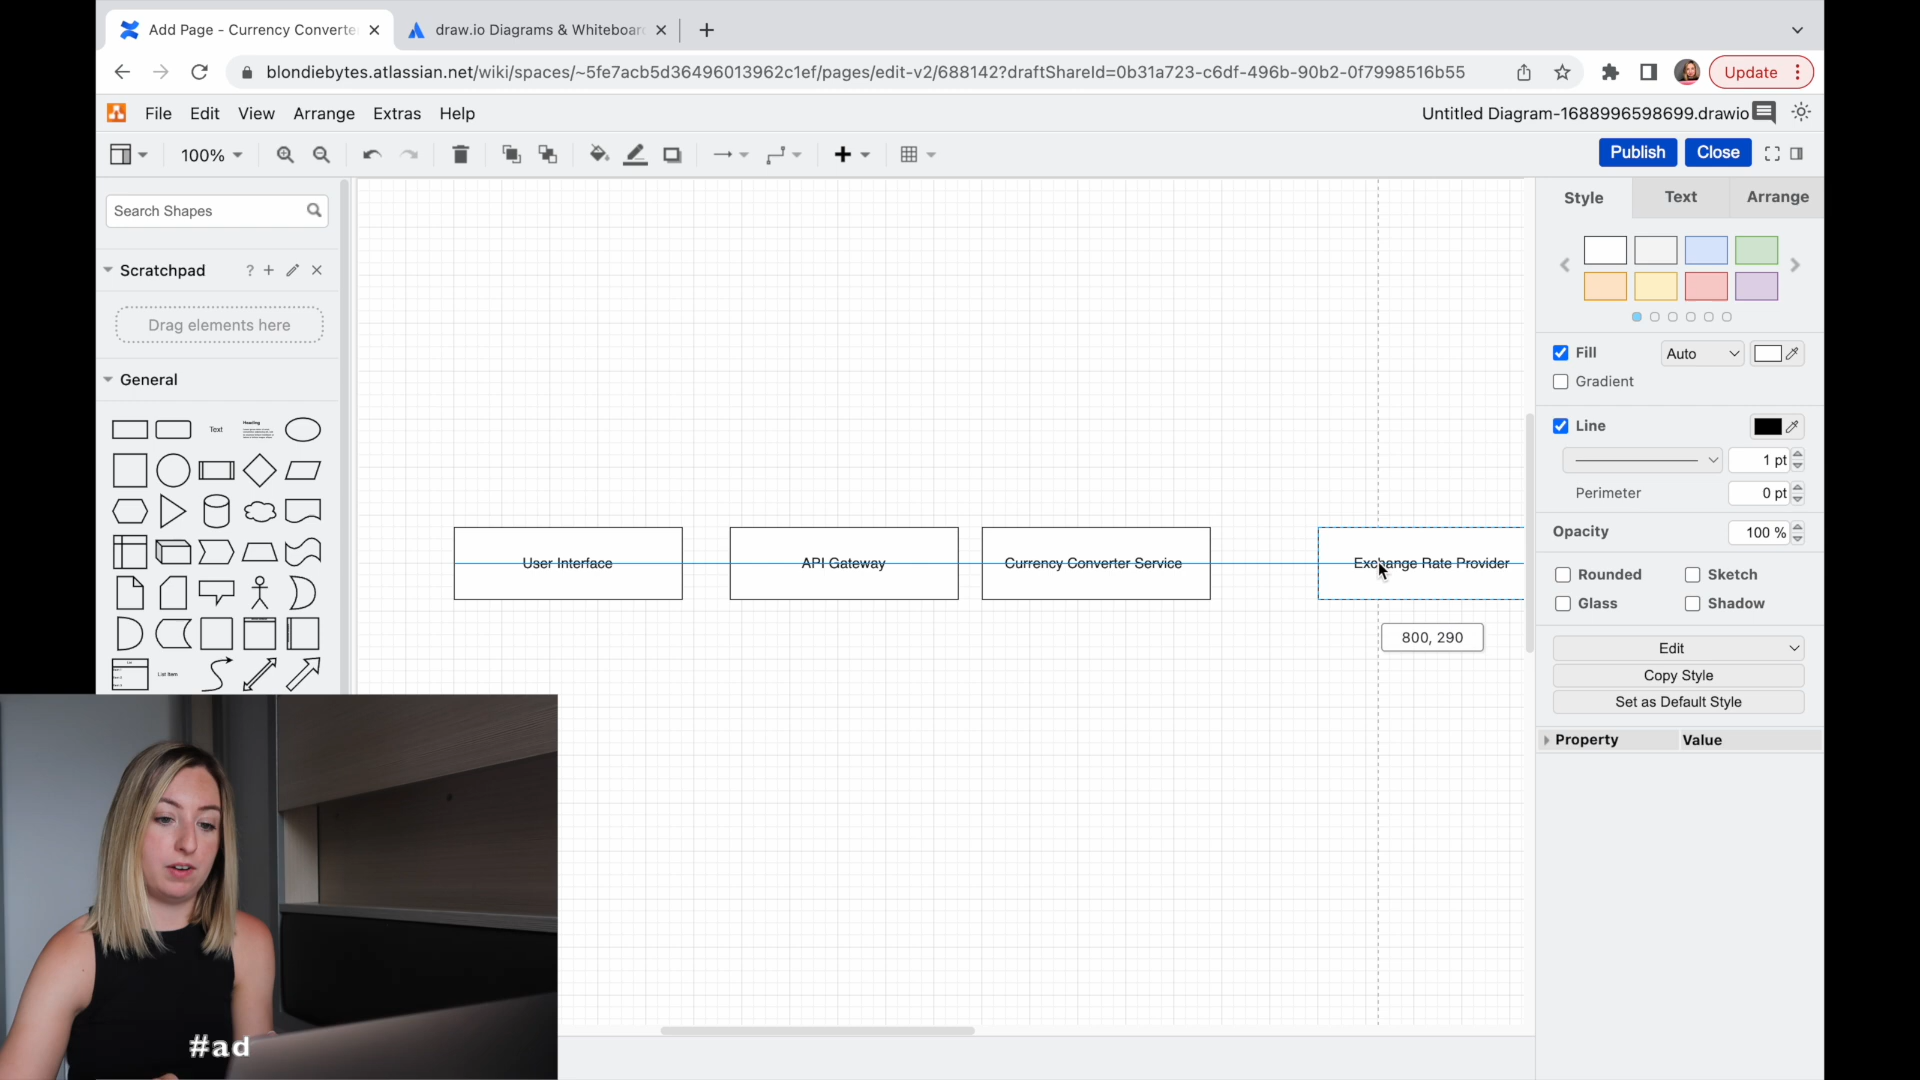 Add Page - Currency Converte
draw.io Diagrams & Whiteboar
blondiebytes.atlassian.net/wiki/spaces/~5fe7acb5d36496013962c1ef/pages/edit-v2/688142?draftShareId=0b31a723-c6df-496b-90b2-0f7998516b55
Update
File Edit View Arrange Extras Help
Untitled Diagram-1688996598699.drawio
100%
Publish Close
Search Shapes
Scratchpad ?
Drag elements here
General
Text
Heading
List
List Item
User Interface
API Gateway
Currency Converter Service
Exchange Rate Provider
800, 290
Style Text Arrange
Fill Auto
Gradient
Line
1 pt
Perimeter 0 pt
Opacity 100 %
Rounded Sketch
Glass Shadow
Edit
Copy Style
Set as Default Style
Property Value
#ad